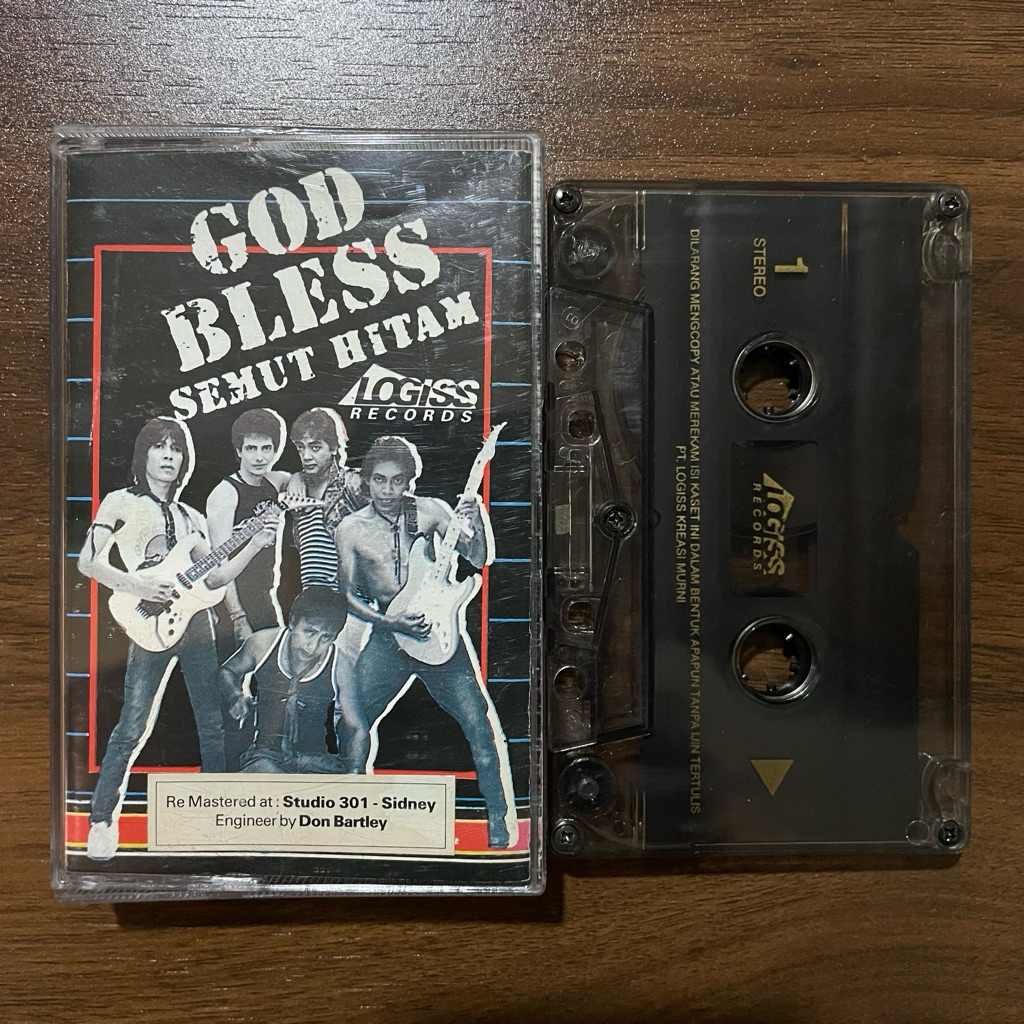 GOD
BLESS
SEMUT HiTAM
LOGISS
RECORDS
Re Mastered at : Studio 301 - Sidney
Engineer by Don Bartley
1
STEREO
LOGISS
RECORDS
DILARANG MENGCOPY ATAU MEREKAM ISI KASET INI DALAM BENTUK APAPUN TANPA IJIN TERTULIS
PT. LOGISS KREASI MURNI